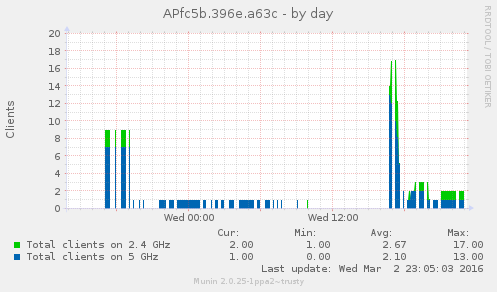 APfc5b.396e.a63c - by day
RRDTOOL / TOBI OETIKER
Clients
20
18
16
14
12
10
8
6
4
2
0
Wed 00:00 Wed 12:00
Cur: Min: Avg: Max:
Total clients on 2.4 GHz 2.00 1.00 2.67 17.00
Total clients on 5 GHz 1.00 0.00 2.10 13.00
Last update: Wed Mar 2 23:05:03 2016
Munin 2.0.25-1ppa2~trusty